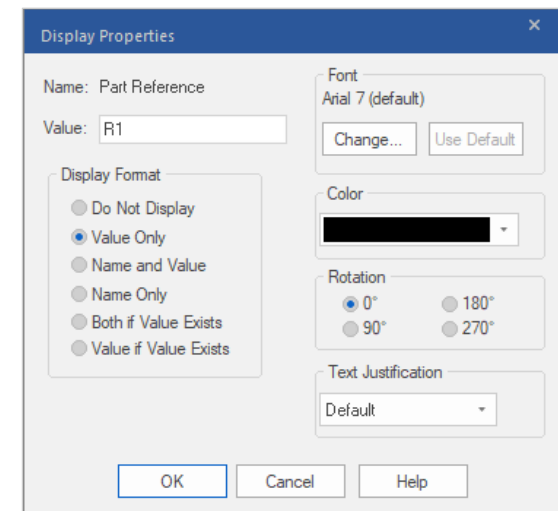 Display Properties
Name: Part Reference
Value: R1
Display Format
Do Not Display
Value Only
Name and Value
Name Only
Both if Value Exists
Value if Value Exists
Font
Arial 7 (default)
Change... Use Default
Color
Rotation
0° 180°
90° 270°
Text Justification
Default
OK Cancel Help